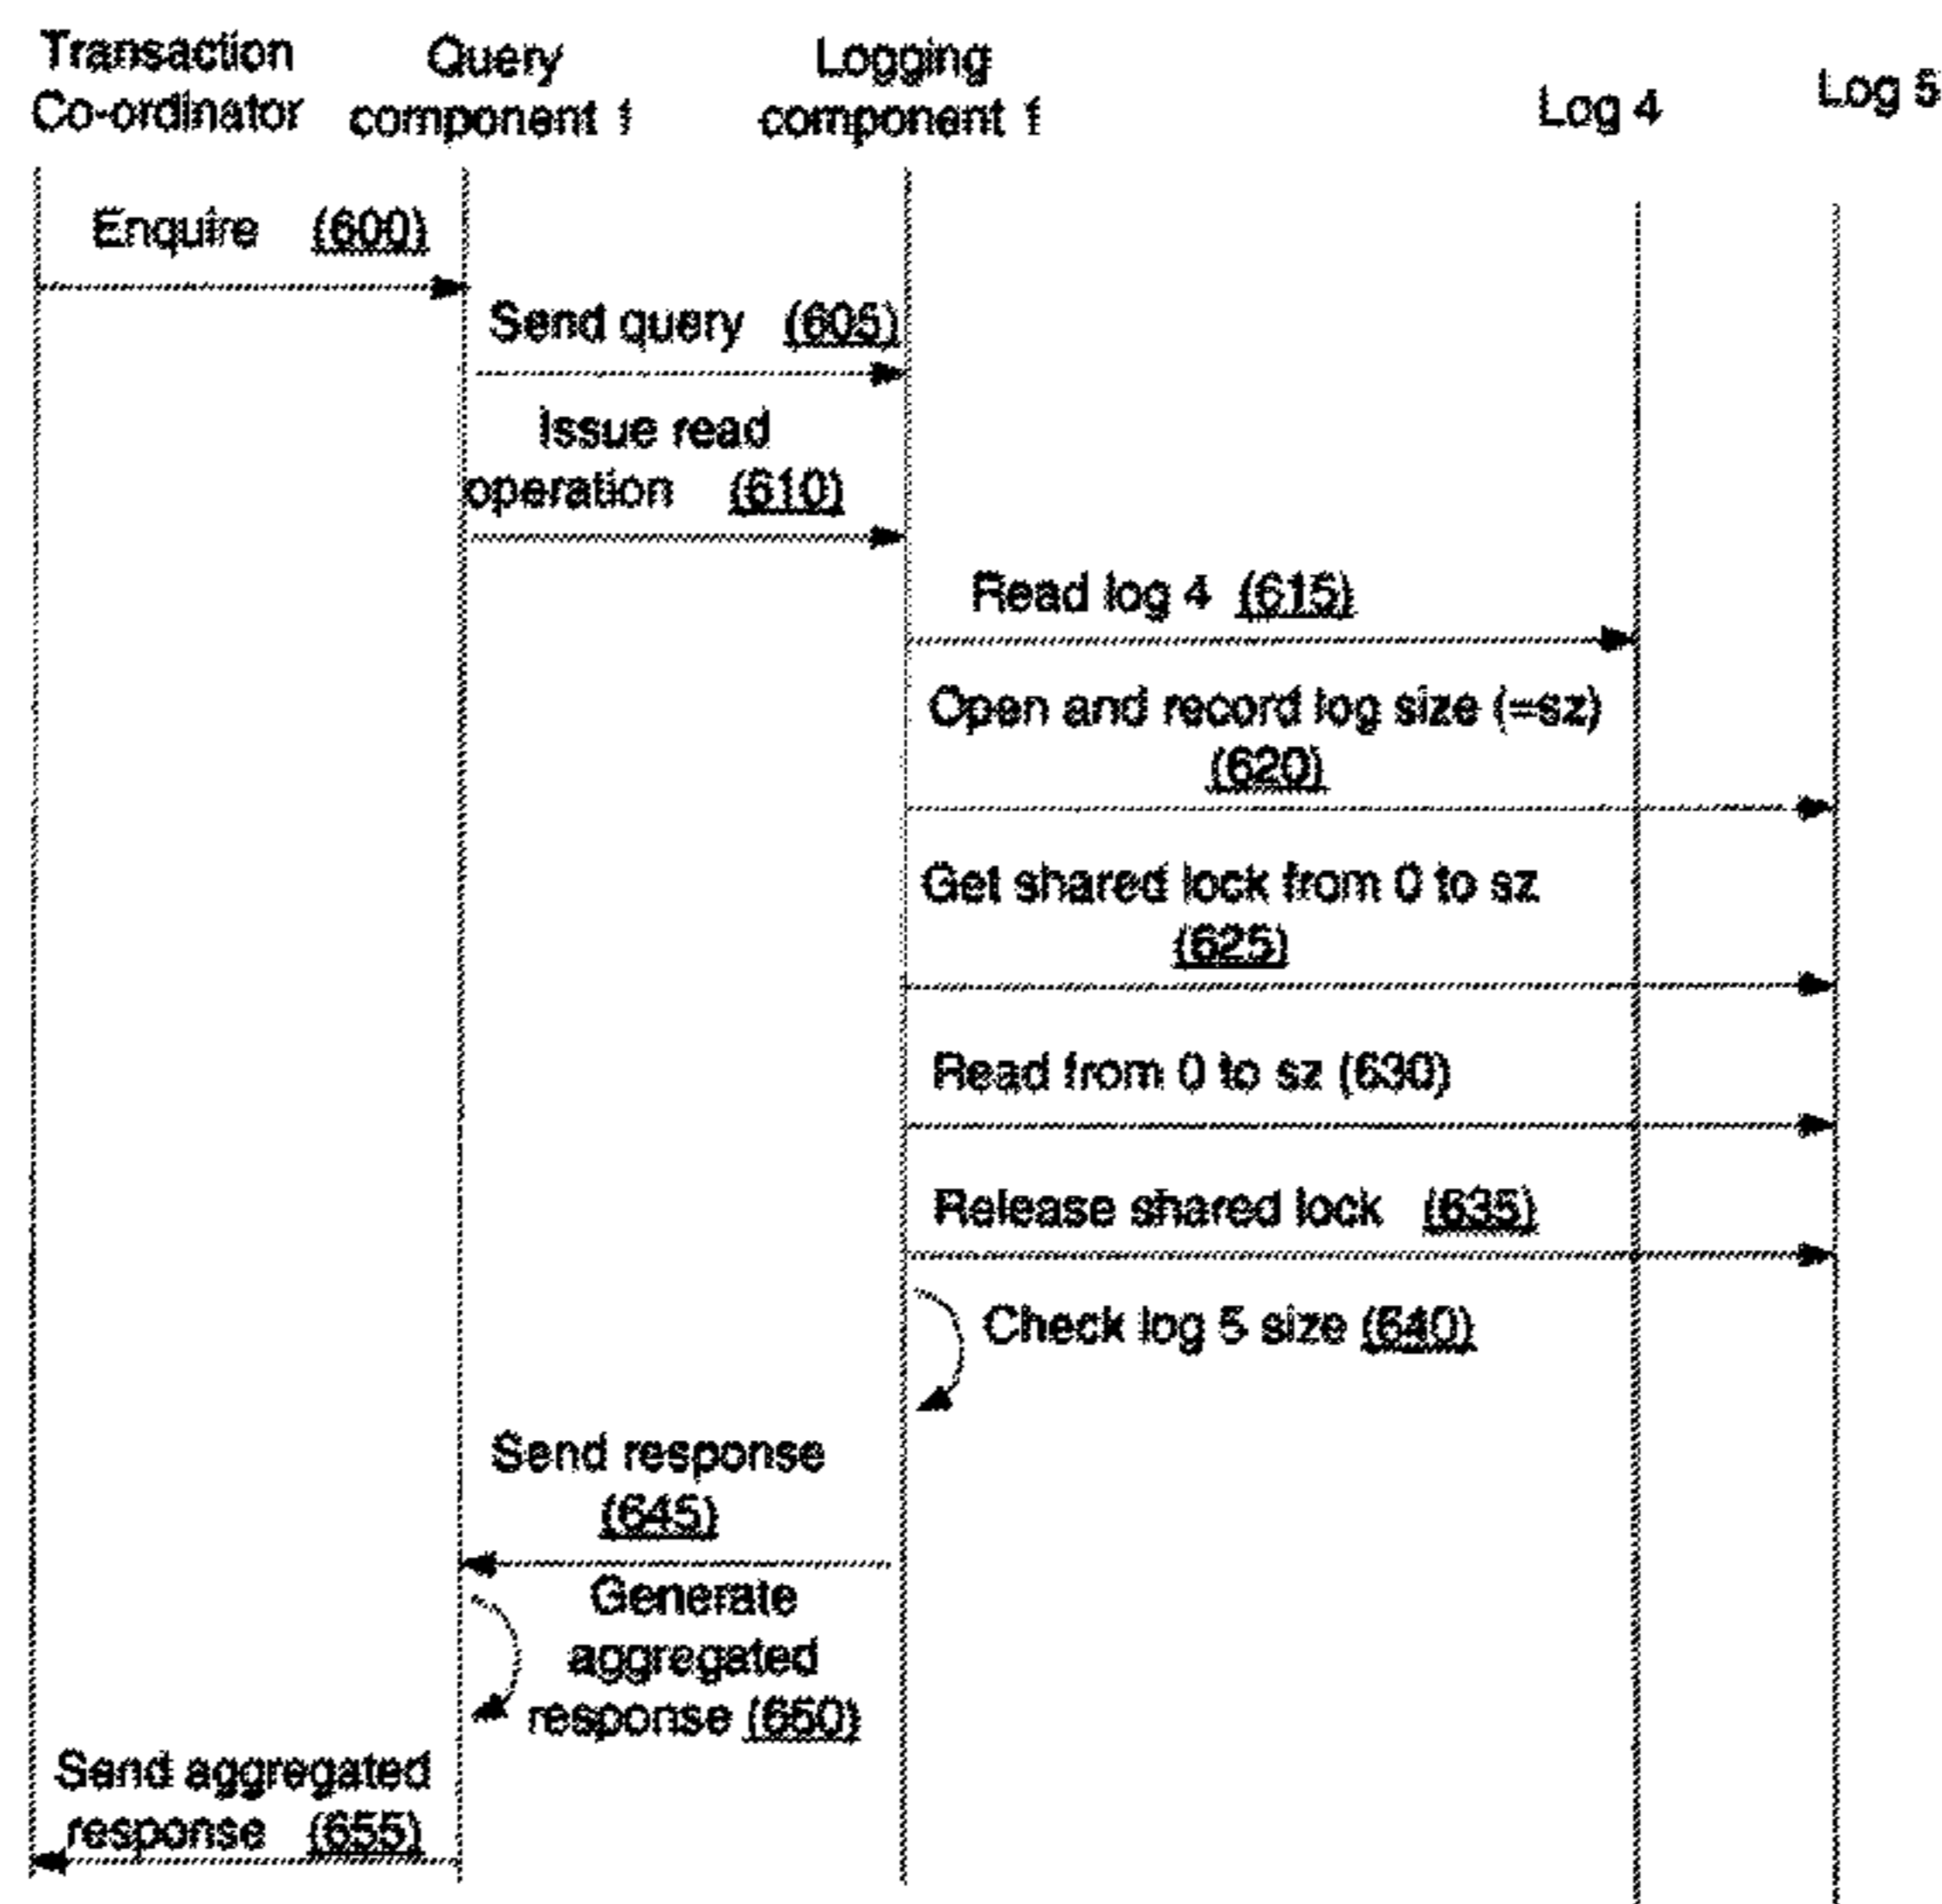 Transaction
Co-ordinator
Query
component 1
Logging
component 1
Log 4
Log 5
Enquire (600)
Send query (605)
Issue read
operation (610)
Read log 4 (615)
Open and record log size (=sz)
(620)
Get shared lock from 0 to sz
(625)
Read from 0 to sz (630)
Release shared lock (635)
Check log 5 size (640)
Send response
(645)
Generate
aggregated
response (650)
Send aggregated
response (655)